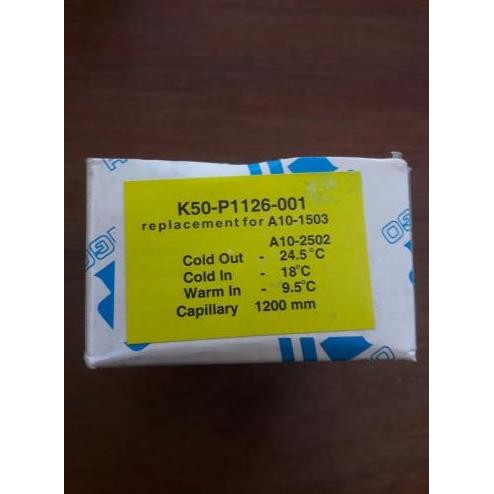 K50-P1126-001
replacement for A10-1503
A10-2502
Cold Out - 24.5°C
Cold In - 18°C
Warm In - 9.5°C
Capillary 1200 mm